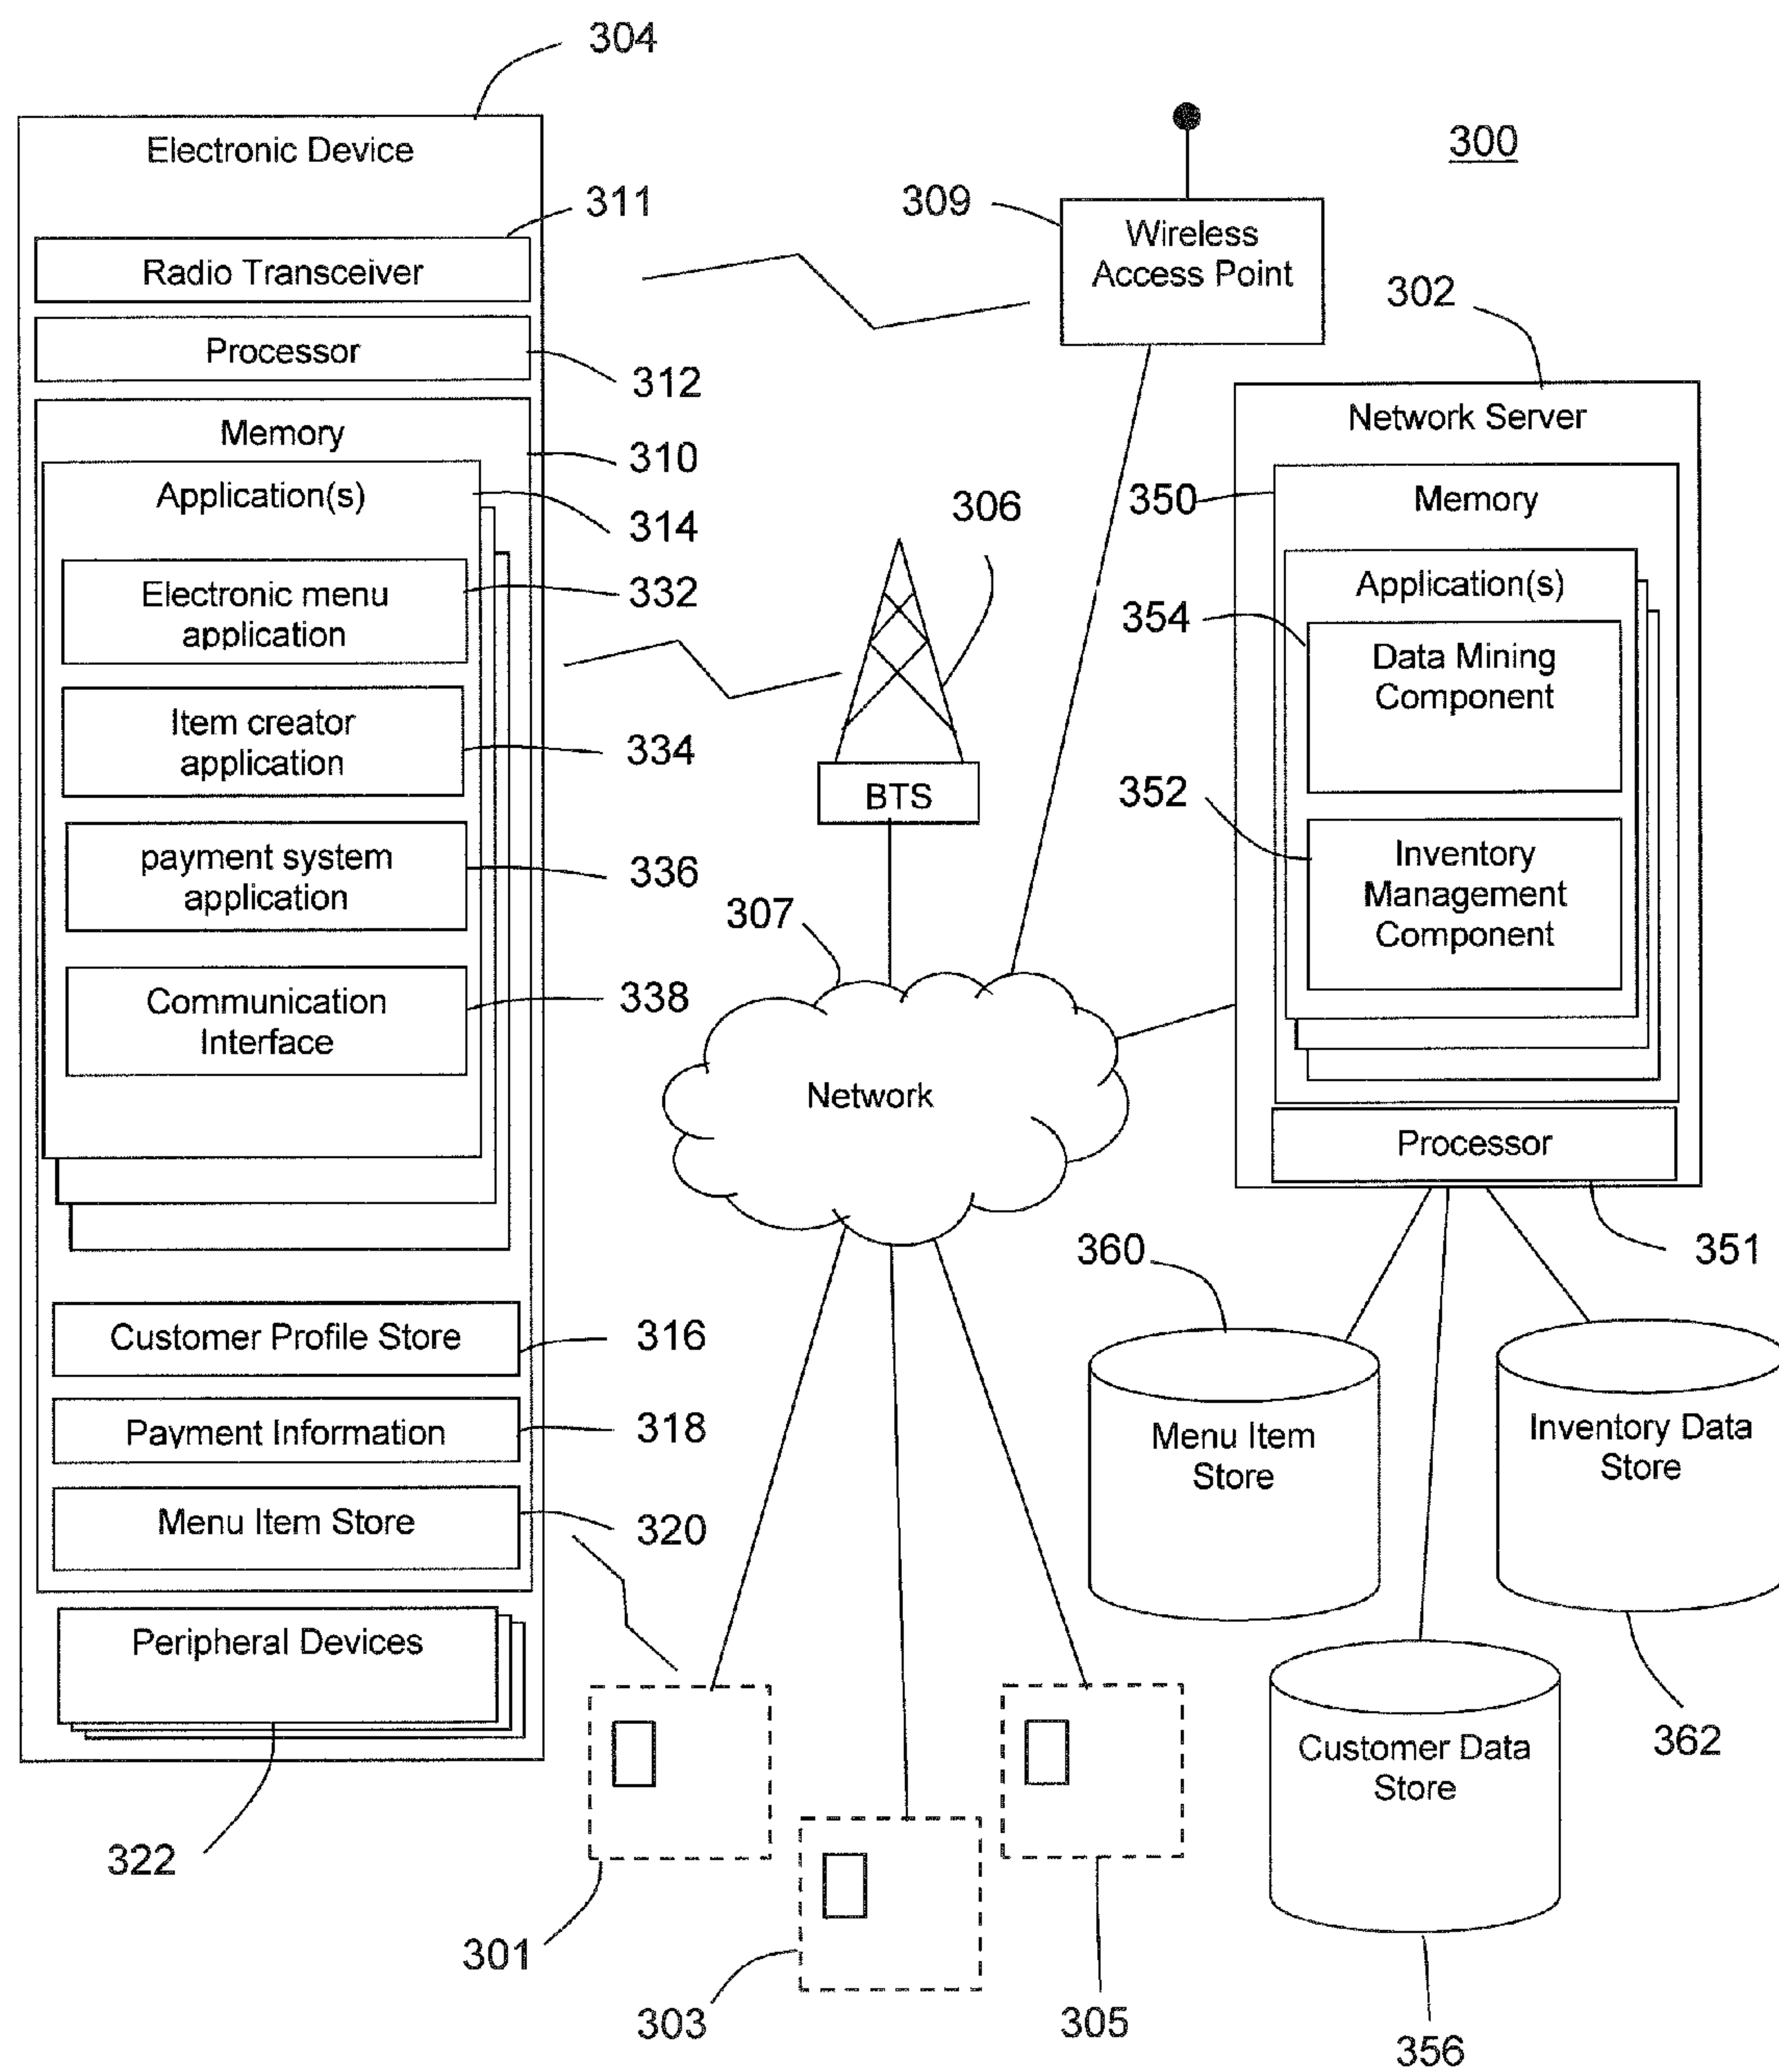 304
Electronic Device
300
311
309
Wireless
Access Point
Radio Transceiver
302
Processor
312
Network Server
Memory
310
350
Memory
Application(s)
314
306
Application(s)
354
Electronic menu
application
332
Data Mining
Component
Item creator
application
334
BTS
352
Inventory
Management
Component
payment system
application
336
307
Communication
Interface
338
Network
Processor
351
360
Customer Profile Store
316
Payment Information
318
Menu Item
Store
Inventory Data
Store
Menu Item Store
320
Peripheral Devices
362
Customer Data
Store
322
301
303
305
356